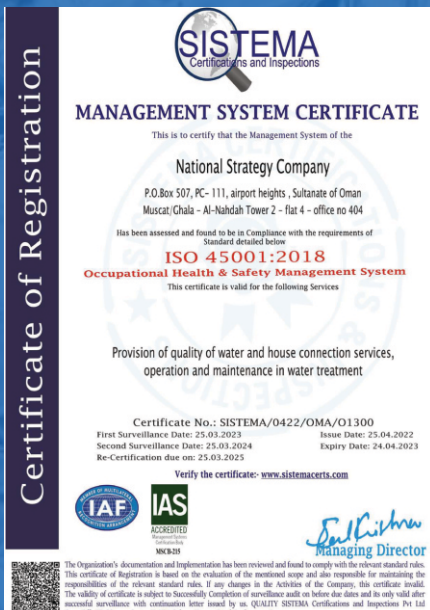 Certificate of Registration
SISTEMA
Certifications and Inspections
MANAGEMENT SYSTEM CERTIFICATE
This is to certify that the Management System of the
National Strategy Company
P.O.Box 507, PC– 111, airport heights , Sultanate of Oman
Muscat/Ghala – Al-Nahdah Tower 2 – flat 4 – office no 404
Has been assessed and found to be in Compliance with the requirements of
Standard detailed below
ISO 45001:2018
Occupational Health & Safety Management System
This certificate is valid for the following Services
Provision of quality of water and house connection services,
operation and maintenance in water treatment
Certificate No.: SISTEMA/0422/OMA/O1300
First Surveillance Date: 25.03.2023 Issue Date: 25.04.2022
Second Surveillance Date: 25.03.2024 Expiry Date: 24.04.2023
Re-Certification due on: 25.03.2025
Verify the certificate:- www.sistemacerts.com
MEMBER OF MULTILATERAL
IAF
RECOGNITION ARRANGEMENT
IAS
ACCREDITED
Management Systems
Certification Body
MSCB-215
Managing Director
The Organization's documentation and Implementation has been reviewed and found to comply with the relevant standard rules.
This certificate of Registration is based on the evaluation of the mentioned scope and also responsible for maintaining the
responsibilities of the relevant standard rules. If any changes in the Activities of the Company, this certificate invalid.
The validity of certificate is subject to Successfully Completion of surveillance audit on before due dates and its only valid after
successful surveillance with continuation letter issued by us. QUALITY SISTEMA Certifications and Inspections Pvt Ltd